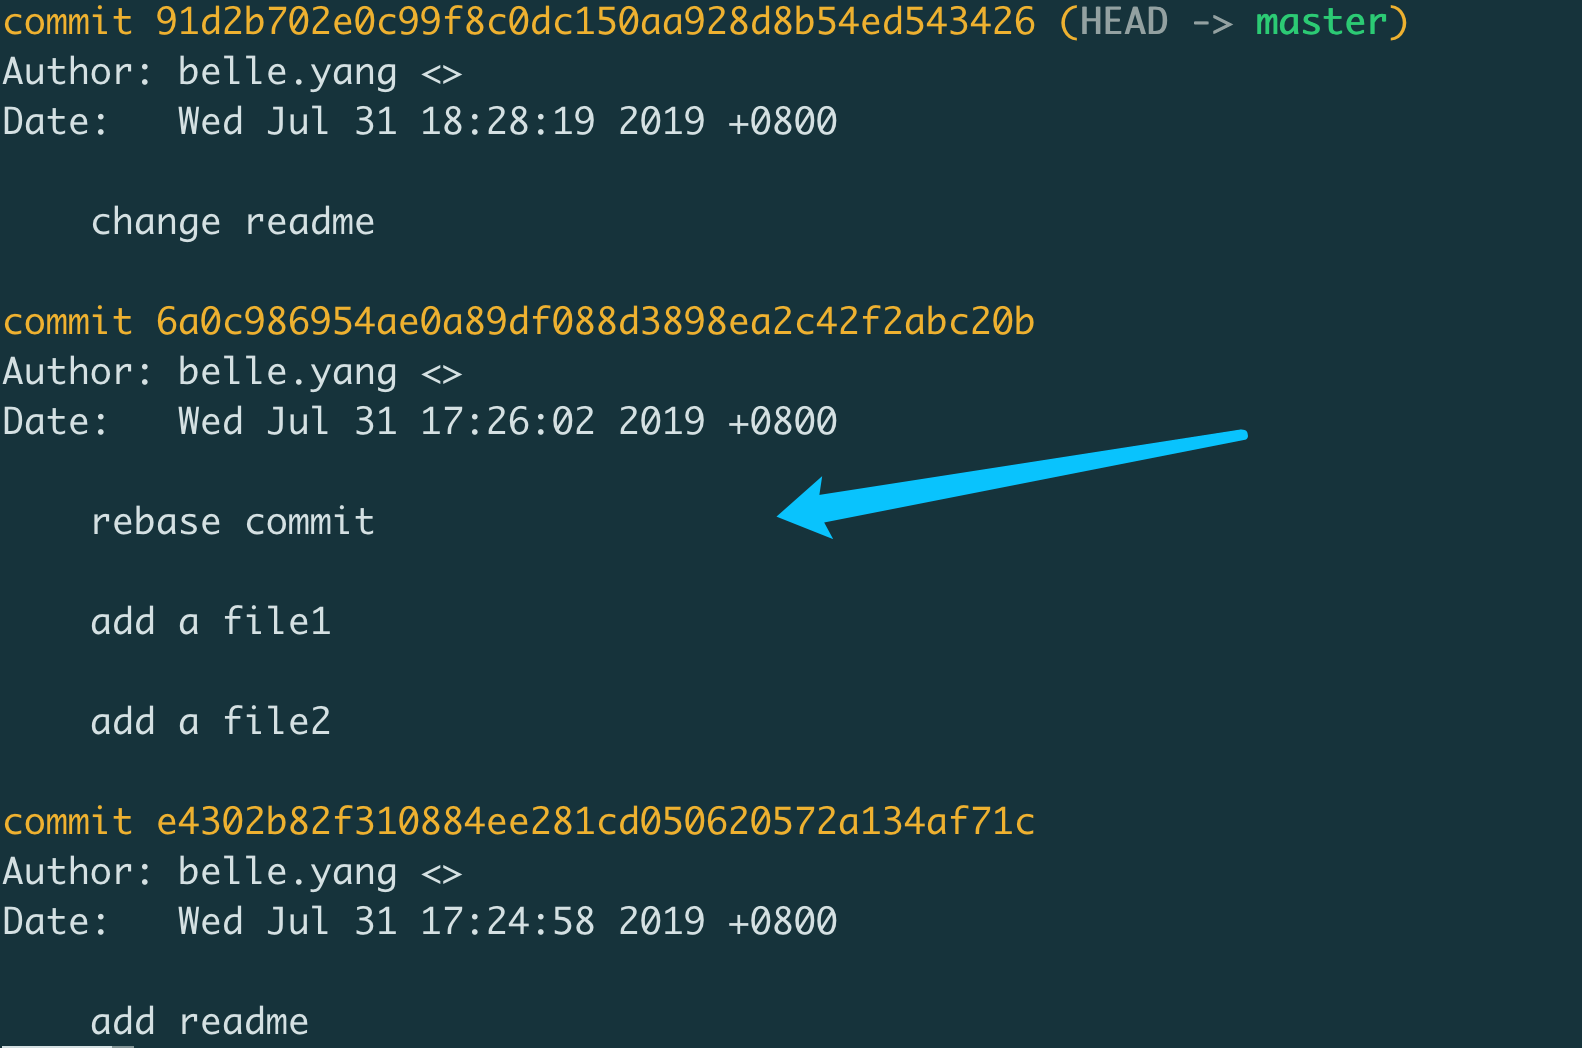 commit 91d2b702e0c99f8c0dc150aa928d8b54ed543426 (HEAD -> master)
Author: belle.yang <>
Date:   Wed Jul 31 18:28:19 2019 +0800
change readme
commit 6a0c986954ae0a89df088d3898ea2c42f2abc20b
Author: belle.yang <>
Date:   Wed Jul 31 17:26:02 2019 +0800
rebase commit
add a file1
add a file2
commit e4302b82f310884ee281cd050620572a134af71c
Author: belle.yang <>
Date:   Wed Jul 31 17:24:58 2019 +0800
add readme